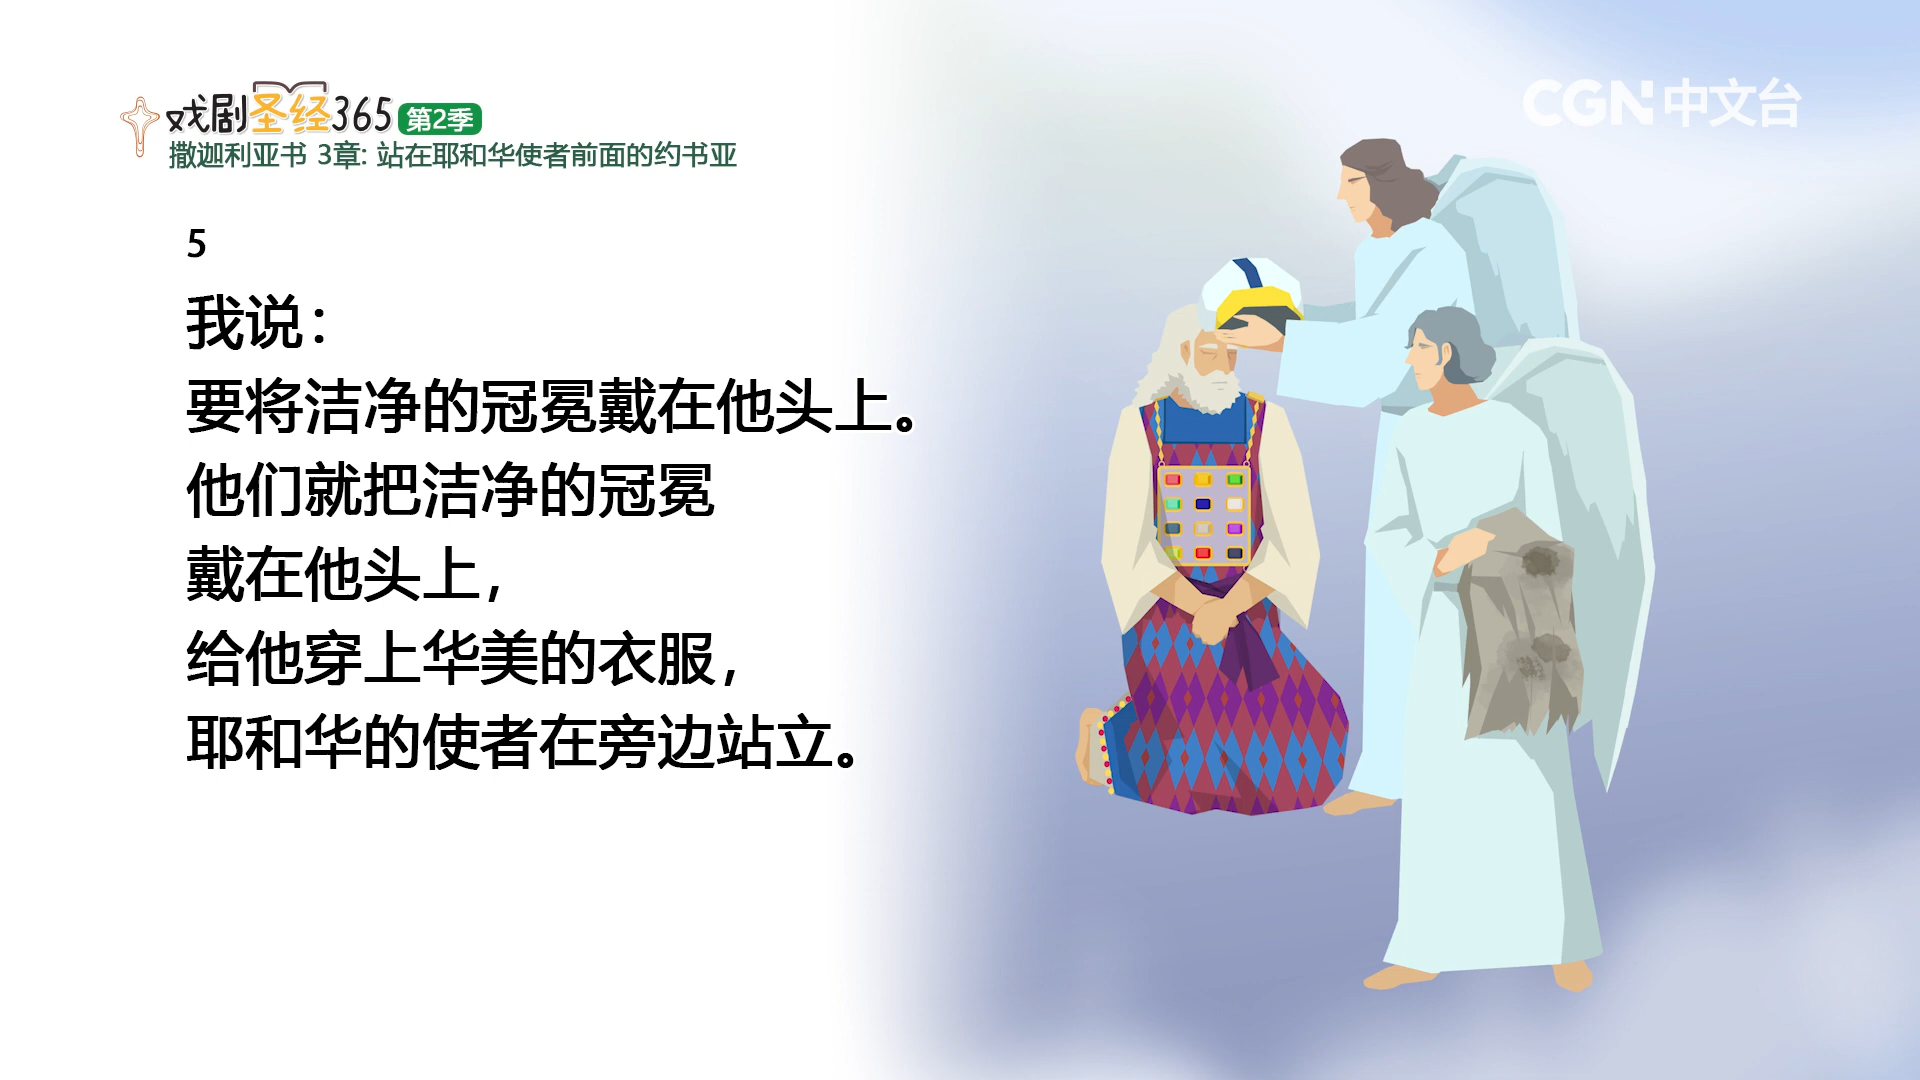 戏剧圣经365 第2季
CGN 中文台
撒迦利亚书 3章: 站在耶和华使者前面的约书亚
5
我说：
要将洁净的冠冕戴在他头上。
他们就把洁净的冠冕
戴在他头上，
给他穿上华美的衣服，
耶和华的使者在旁边站立。